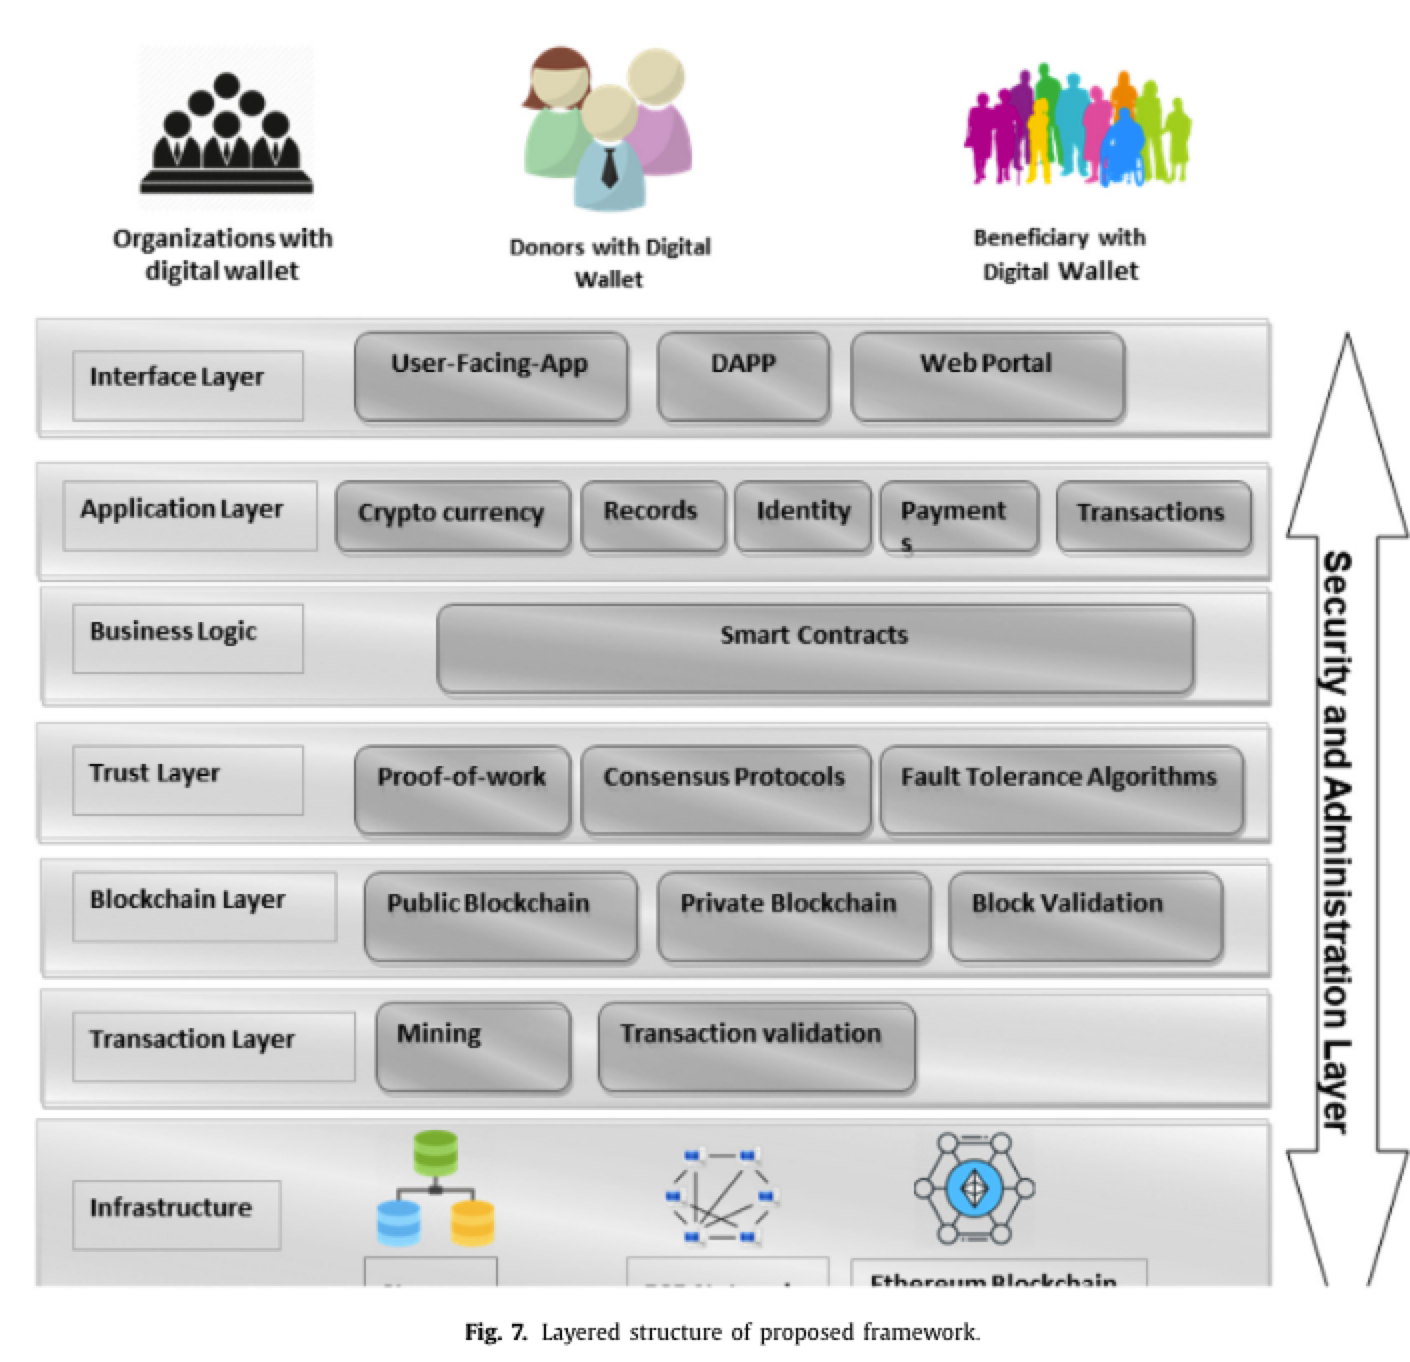 Organizations with
digital wallet
Donors with Digital
Wallet
Beneficiary with
Digital Wallet
Interface Layer
User-Facing-App
DAPP
Web Portal
Application Layer
Crypto currency
Records
Identity
Payment
s
Transactions
Business Logic
Smart Contracts
Trust Layer
Proof-of-work
Consensus Protocols
Fault Tolerance Algorithms
Blockchain Layer
Public Blockchain
Private Blockchain
Block Validation
Transaction Layer
Mining
Transaction validation
Infrastructure
Ethereum Blockchain
Security and Administration Layer
Fig. 7. Layered structure of proposed framework.